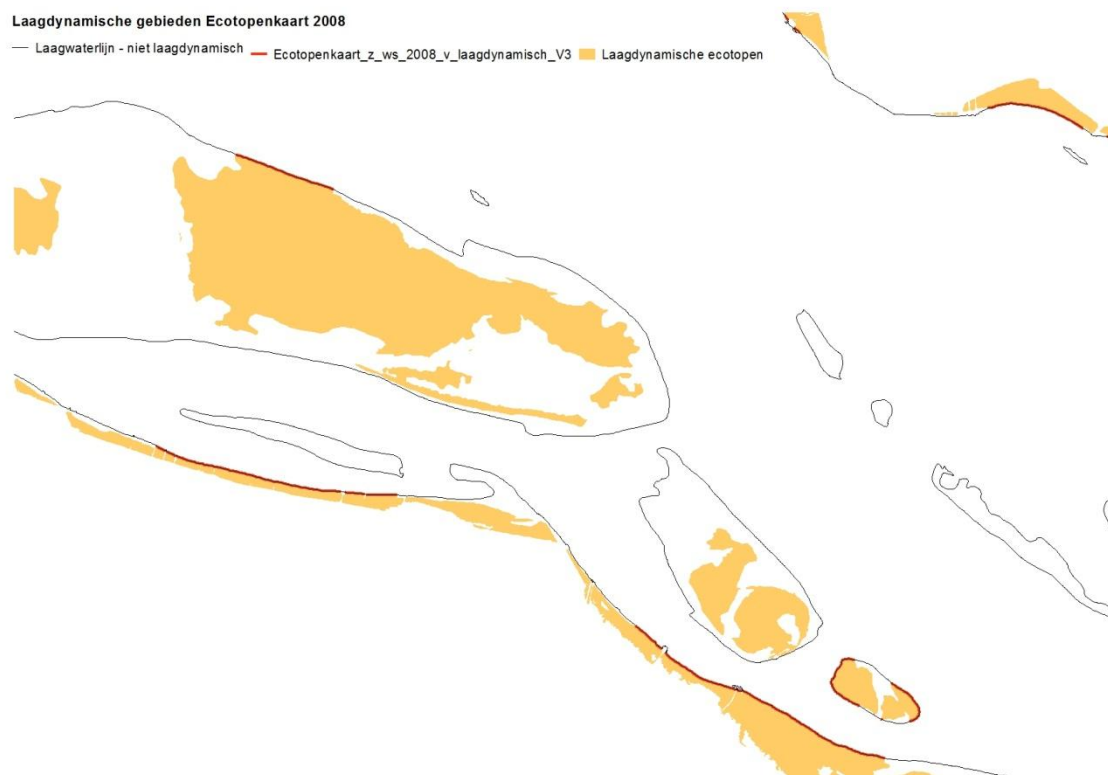 Laagdynamische gebieden Ecotopenkaart 2008
Laagwaterlijn - niet laagdynamisch Ecotopenkaart_z_ws_2008_v_laagdynamisch_V3 Laagdynamische ecotopen